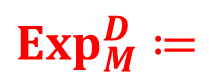 Exp_M^D :=